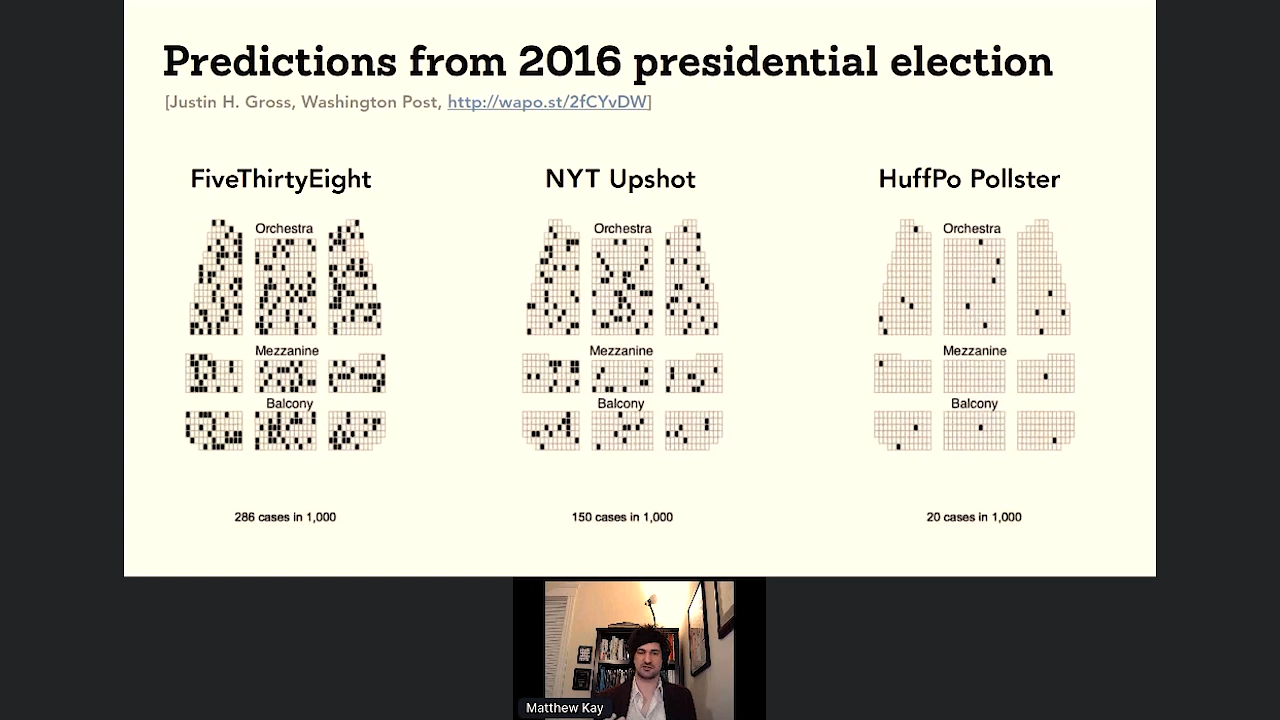 Predictions from 2016 presidential election
[Justin H. Gross, Washington Post, http://wapo.st/2fCYvDW]
FiveThirtyEight
Orchestra
Mezzanine
Balcony
286 cases in 1,000
NYT Upshot
Orchestra
Mezzanine
Balcony
150 cases in 1,000
HuffPo Pollster
Orchestra
Mezzanine
Balcony
20 cases in 1,000
Matthew Kay